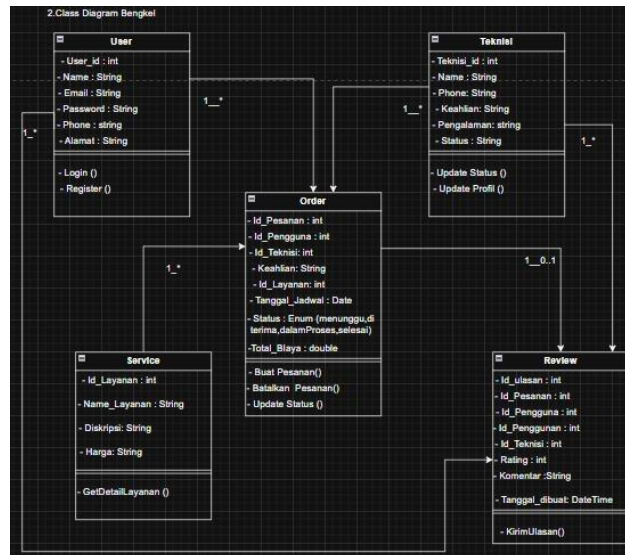 2.Class Diagram Bengkel
User
- User_id : int
- Name : String
- Email : String
- Password : String
- Phone : string
- Alamat : String
- Login ()
- Register ()
Teknisi
- Teknisi_id : int
- Name : String
- Phone: String
- Keahlian: String
- Pengalaman: string
- Status : String
- Update Status ()
- Update Profil ()
1__*
1__*
1_*
1_*
Order
- Id_Pesanan : int
- Id_Pengguna : int
- Id_Teknisi: int
- Keahlian: String
- Id_Layanan: int
- Tanggal_Jadwal : Date
- Status : Enum (menunggu,di
terima,dalamProses,selesai)
-Total_BIaya : double
- Buat Pesanan()
- Batalkan Pesanan()
- Update Status ()
1_*
1__0..1
Service
- Id_Layanan : int
- Name_Layanan : String
- Diskripsi: String
- Harga: String
- GetDetailLayanan ()
Review
- Id_ulasan : int
- Id_Pesanan : int
- Id_Pengguna : int
- Id_Penggunan : int
- Id_Teknisi : int
- Rating : int
- Komentar :String
- Tanggal_dibuat: DateTime
- KirimUlasan()